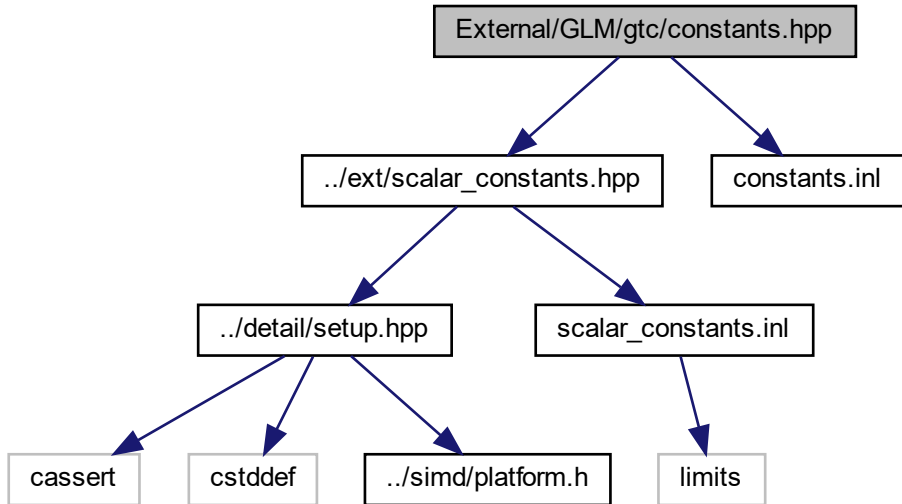 External/GLM/gtc/constants.hpp
../ext/scalar_constants.hpp
constants.inl
../detail/setup.hpp
scalar_constants.inl
cassert
cstddef
../simd/platform.h
limits